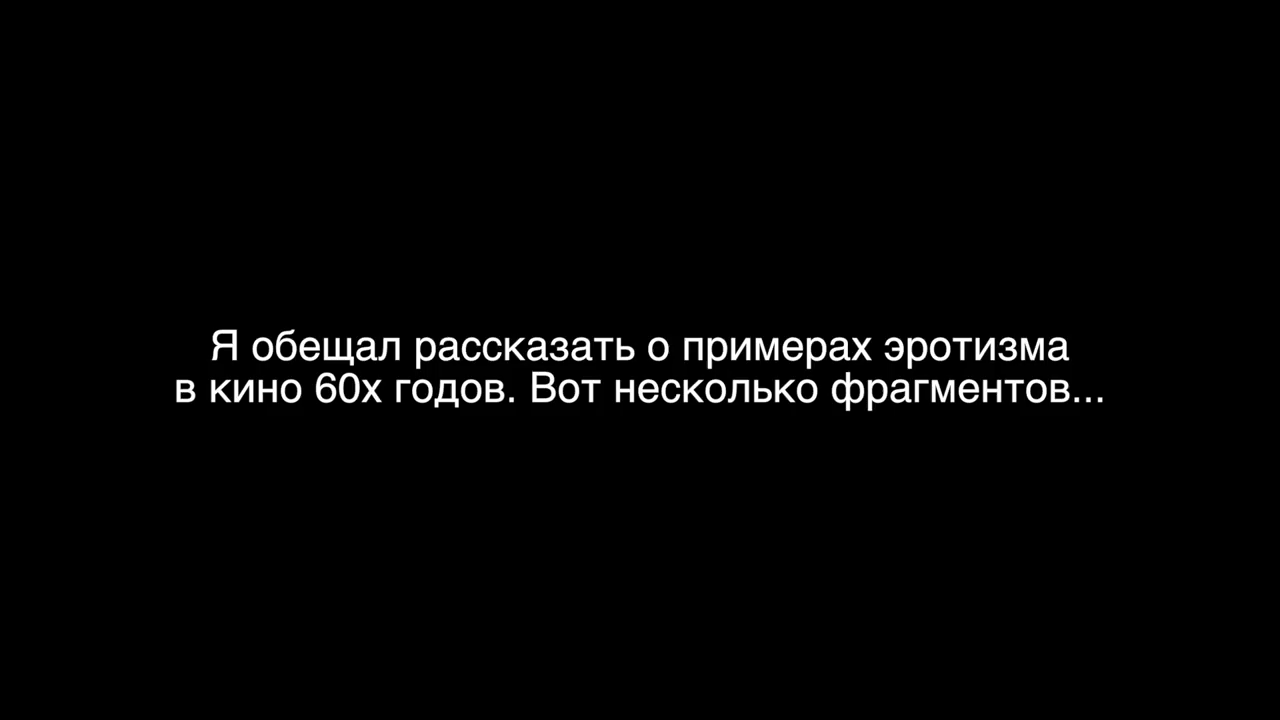 Я обещал рассказать о примерах эротизма
в кино 60х годов. Вот несколько фрагментов...